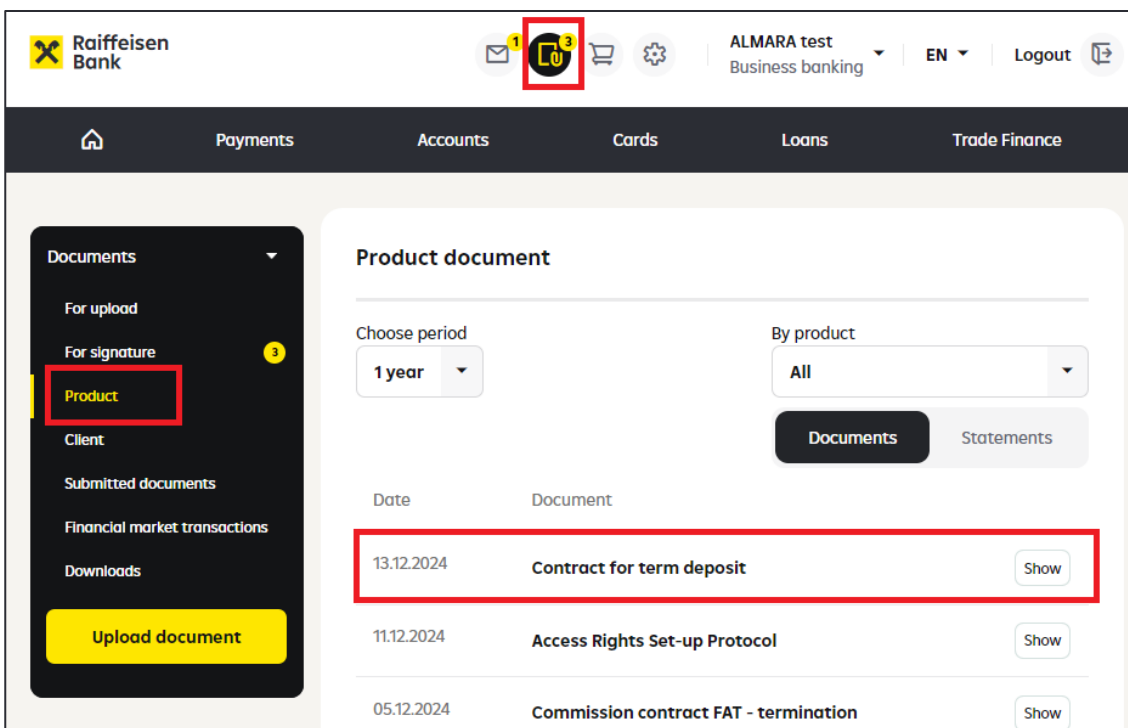 Raiffeisen
Bank
1
3
ALMARA test
Business banking
EN
Logout
Payments
Accounts
Cards
Loans
Trade Finance
Documents
For upload
For signature
3
Product
Client
Submitted documents
Financial market transactions
Downloads
Upload document
Product document
Choose period
By product
1 year
All
Documents
Statements
Date
Document
13.12.2024
Contract for term deposit
Show
11.12.2024
Access Rights Set-up Protocol
Show
05.12.2024
Commission contract FAT - termination
Show